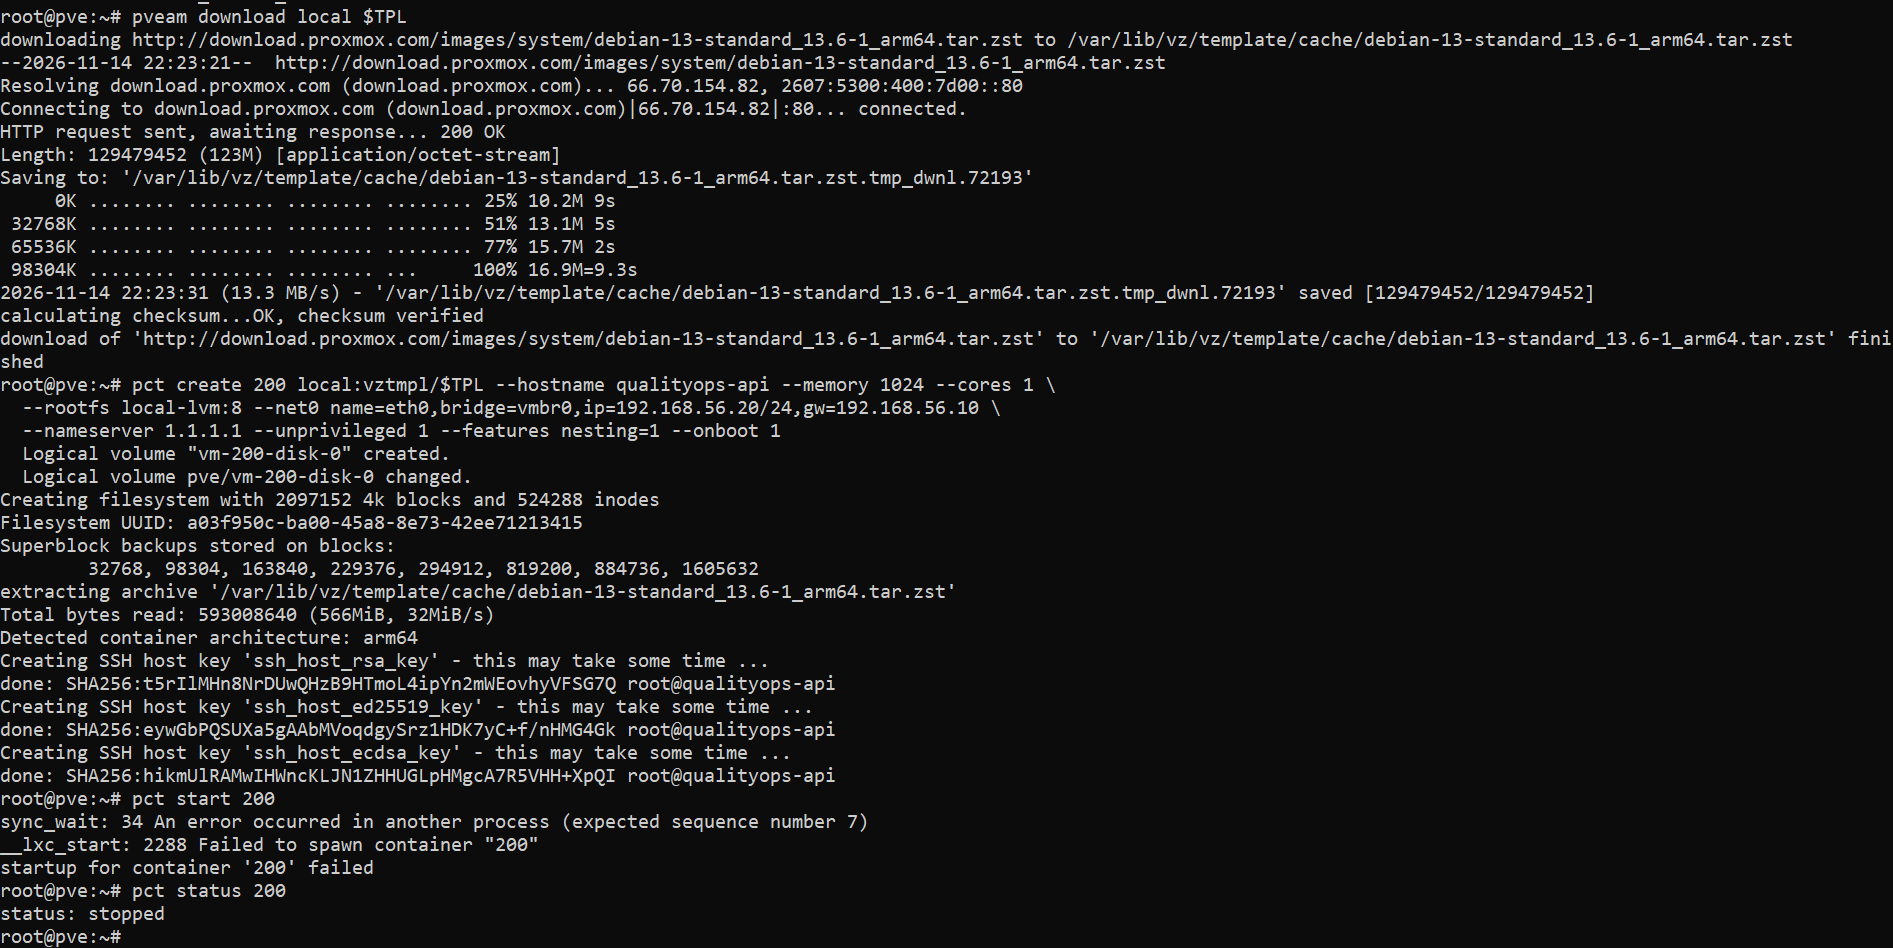 root@pve:~# pveam download local $TPL
downloading http://download.proxmox.com/images/system/debian-13-standard_13.6-1_arm64.tar.zst to /var/lib/vz/template/cache/debian-13-standard_13.6-1_arm64.tar.zst
--2026-11-14 22:23:21--  http://download.proxmox.com/images/system/debian-13-standard_13.6-1_arm64.tar.zst
Resolving download.proxmox.com (download.proxmox.com)... 66.70.154.82, 2607:5300:400:7d00::80
Connecting to download.proxmox.com (download.proxmox.com)|66.70.154.82|:80... connected.
HTTP request sent, awaiting response... 200 OK
Length: 129479452 (123M) [application/octet-stream]
Saving to: '/var/lib/vz/template/cache/debian-13-standard_13.6-1_arm64.tar.zst.tmp_dwnl.72193'
     0K ........ ........ ........ ........ 25% 10.2M 9s
 32768K ........ ........ ........ ........ 51% 13.1M 5s
 65536K ........ ........ ........ ........ 77% 15.7M 2s
 98304K ........ ........ ........ ...     100% 16.9M=9.3s
2026-11-14 22:23:31 (13.3 MB/s) - '/var/lib/vz/template/cache/debian-13-standard_13.6-1_arm64.tar.zst.tmp_dwnl.72193' saved [129479452/129479452]
calculating checksum...OK, checksum verified
download of 'http://download.proxmox.com/images/system/debian-13-standard_13.6-1_arm64.tar.zst' to '/var/lib/vz/template/cache/debian-13-standard_13.6-1_arm64.tar.zst' fini
shed
root@pve:~# pct create 200 local:vztmpl/$TPL --hostname qualityops-api --memory 1024 --cores 1 \
  --rootfs local-lvm:8 --net0 name=eth0,bridge=vmbr0,ip=192.168.56.20/24,gw=192.168.56.10 \
  --nameserver 1.1.1.1 --unprivileged 1 --features nesting=1 --onboot 1
  Logical volume "vm-200-disk-0" created.
  Logical volume pve/vm-200-disk-0 changed.
Creating filesystem with 2097152 4k blocks and 524288 inodes
Filesystem UUID: a03f950c-ba00-45a8-8e73-42ee71213415
Superblock backups stored on blocks:
        32768, 98304, 163840, 229376, 294912, 819200, 884736, 1605632
extracting archive '/var/lib/vz/template/cache/debian-13-standard_13.6-1_arm64.tar.zst'
Total bytes read: 593008640 (566MiB, 32MiB/s)
Detected container architecture: arm64
Creating SSH host key 'ssh_host_rsa_key' - this may take some time ...
done: SHA256:t5rIlMHn8NrDUwQHzB9HTmoL4ipYn2mWEovhyVFSG7Q root@qualityops-api
Creating SSH host key 'ssh_host_ed25519_key' - this may take some time ...
done: SHA256:eywGbPQSUXa5gAAbMVoqdgySrz1HDK7yC+f/nHMG4Gk root@qualityops-api
Creating SSH host key 'ssh_host_ecdsa_key' - this may take some time ...
done: SHA256:hikmUlRAMwIHWncKLJN1ZHHUGLpHMgcA7R5VHH+XpQI root@qualityops-api
root@pve:~# pct start 200
sync_wait: 34 An error occurred in another process (expected sequence number 7)
__lxc_start: 2288 Failed to spawn container "200"
startup for container '200' failed
root@pve:~# pct status 200
status: stopped
root@pve:~#